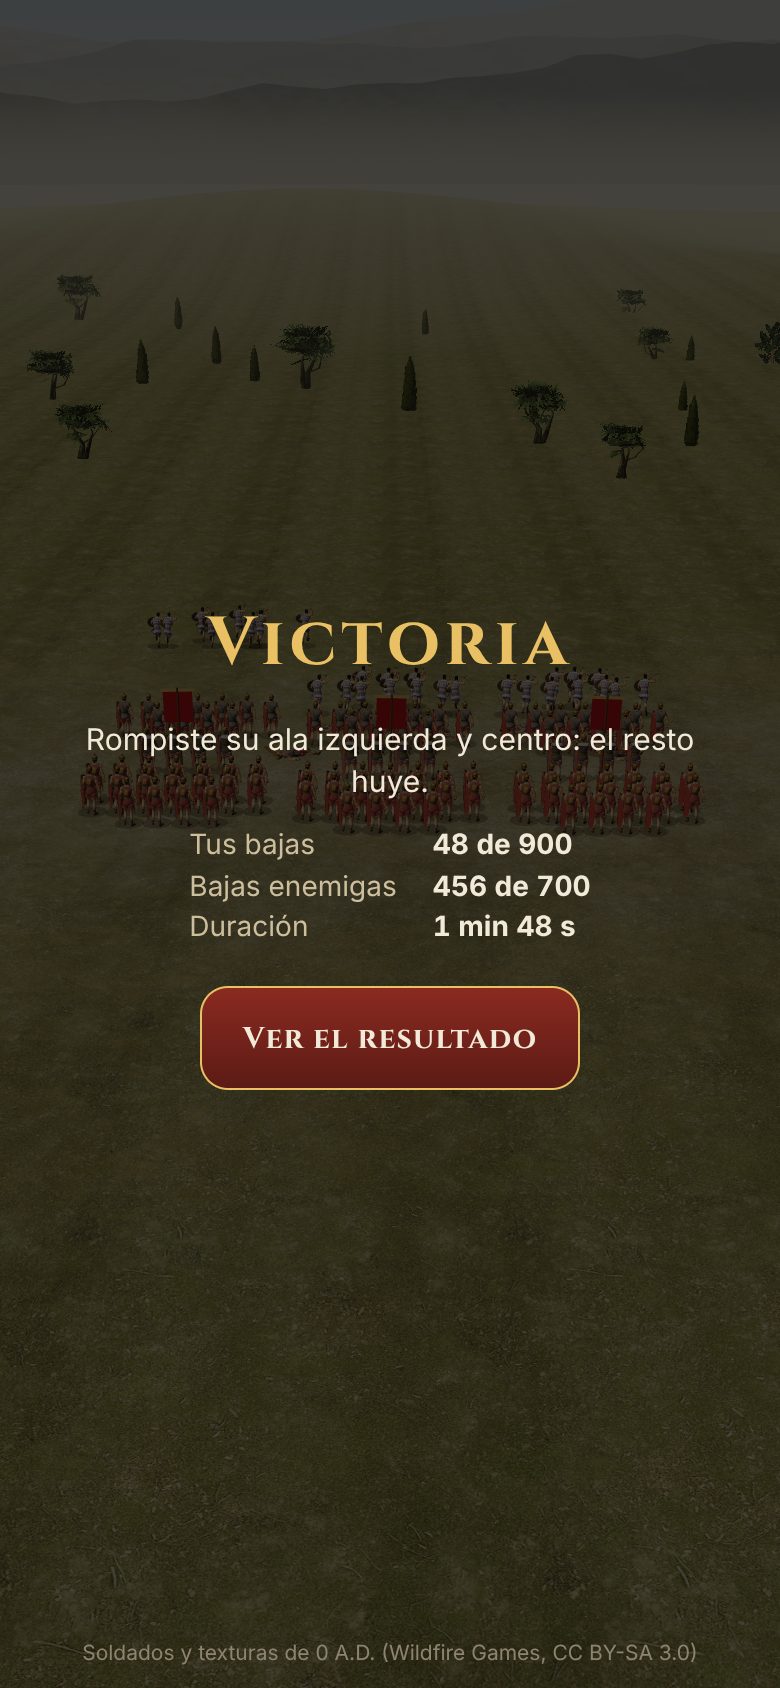 Victoria
Rompiste su ala izquierda y centro: el resto
huye.
Tus bajas 48 de 900
Bajas enemigas 456 de 700
Duración 1 min 48 s
Ver el resultado
Soldados y texturas de 0 A.D. (Wildfire Games, CC BY-SA 3.0)